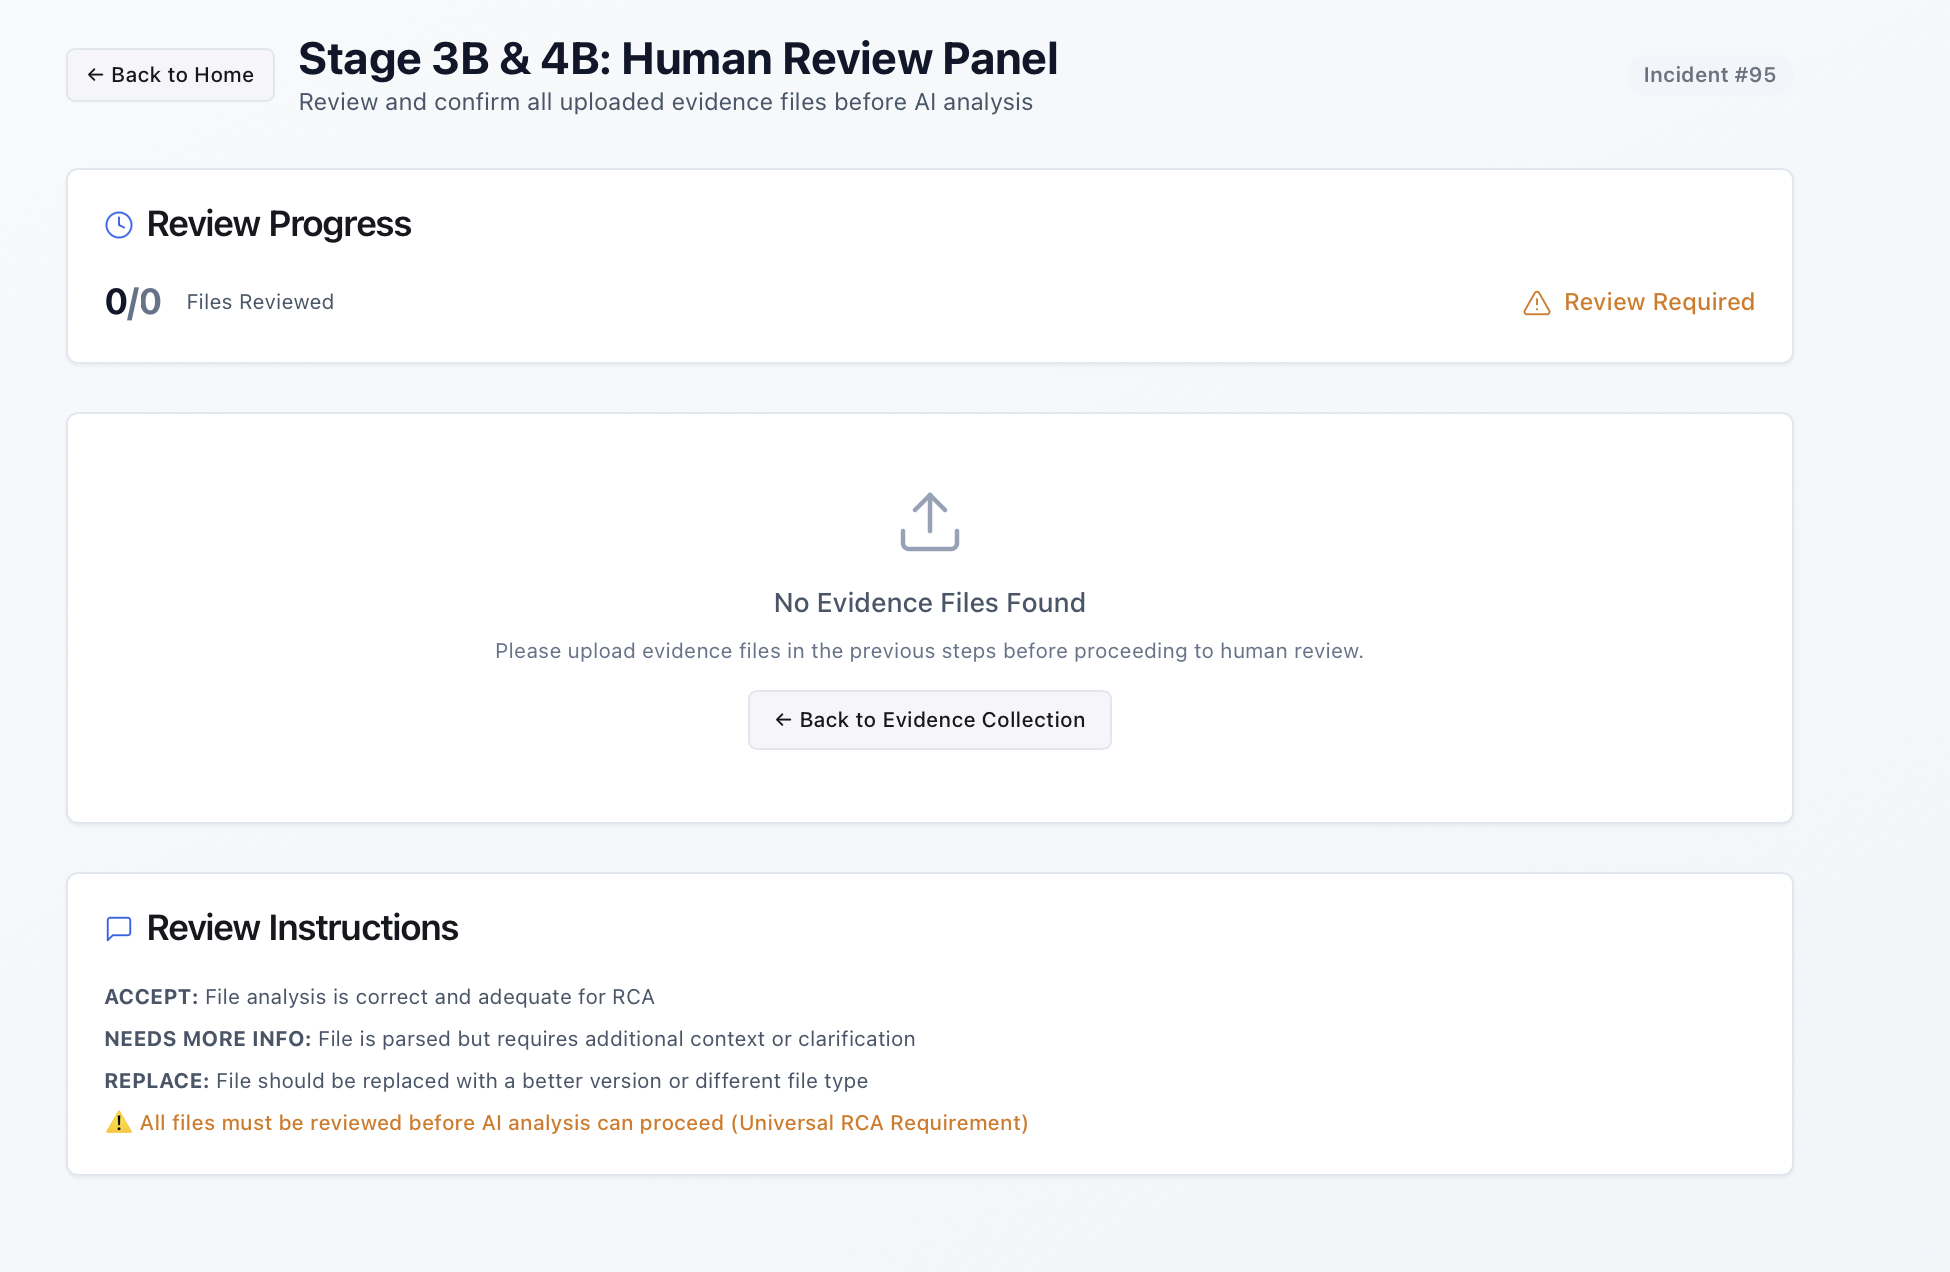 ← Back to Home
Stage 3B & 4B: Human Review Panel
Review and confirm all uploaded evidence files before AI analysis
Incident #95
Review Progress
0/0 Files Reviewed
Review Required
No Evidence Files Found
Please upload evidence files in the previous steps before proceeding to human review.
← Back to Evidence Collection
Review Instructions
ACCEPT: File analysis is correct and adequate for RCA
NEEDS MORE INFO: File is parsed but requires additional context or clarification
REPLACE: File should be replaced with a better version or different file type
⚠️ All files must be reviewed before AI analysis can proceed (Universal RCA Requirement)